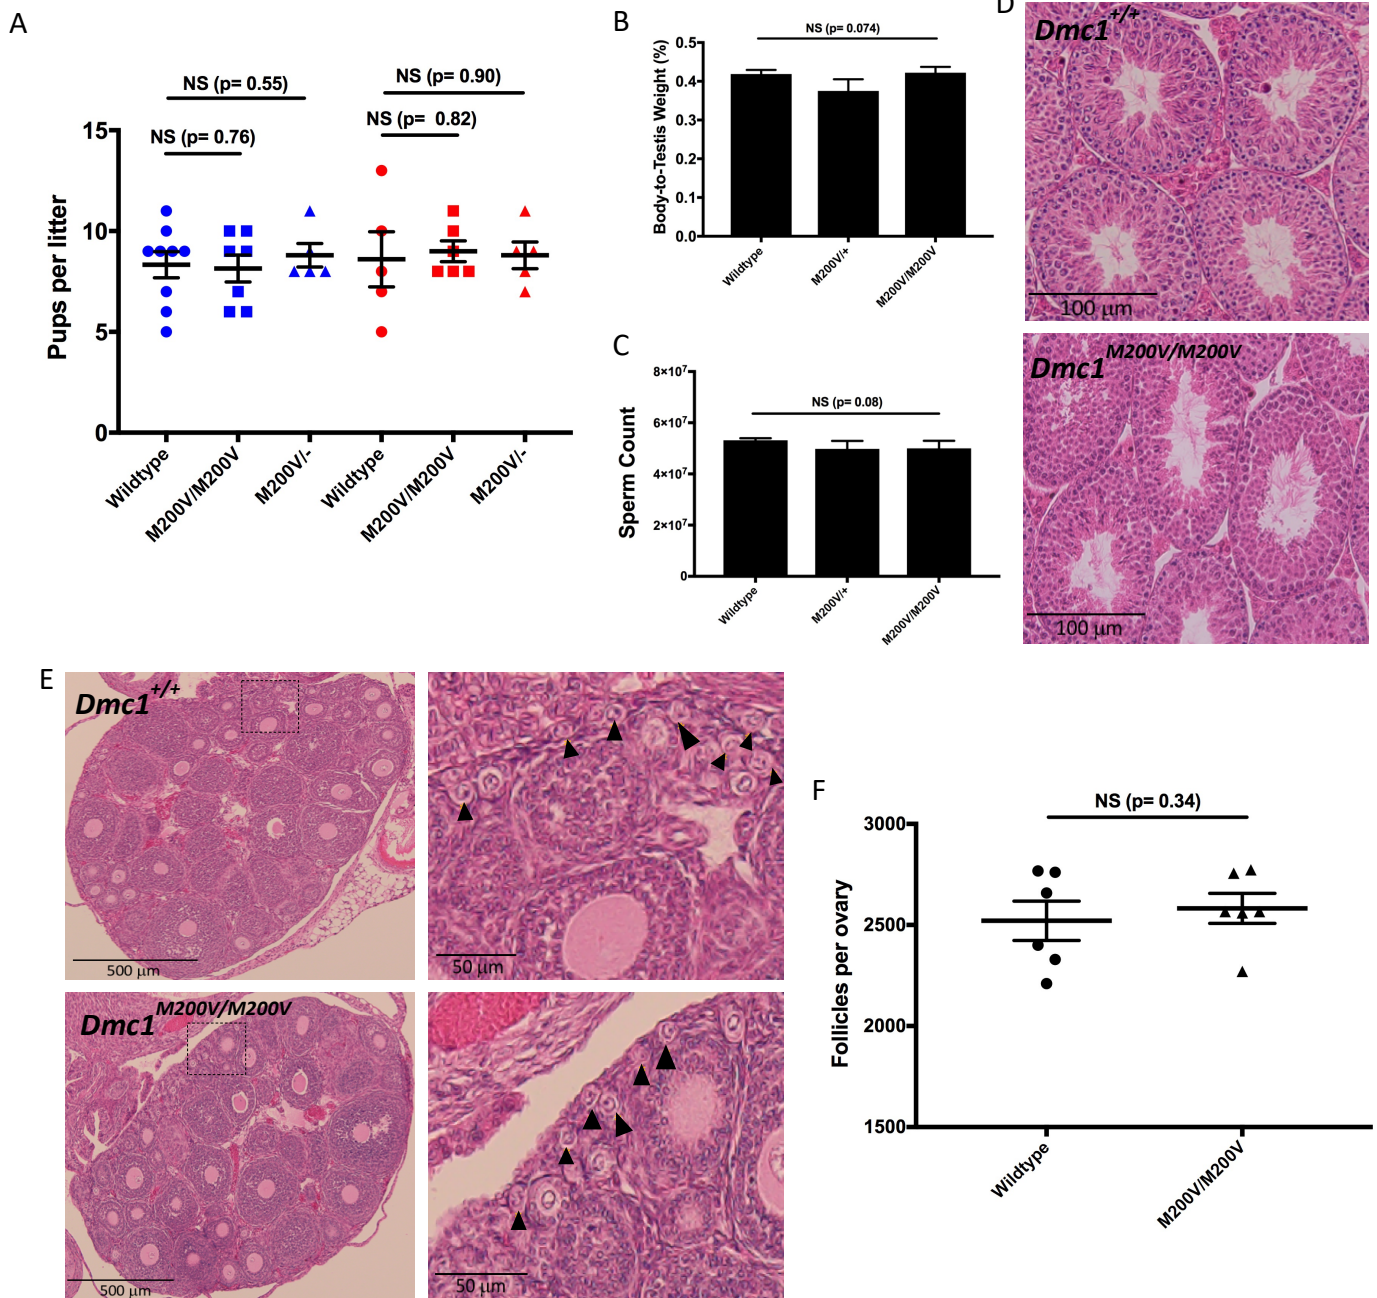 A
NS (p= 0.55)
NS (p= 0.90)
NS (p= 0.76)
NS (p=  0.82)
15
10
5
0
Pups per litter
Wildtype
M200V/M200V
M200V/-
Wildtype
M200V/M200V
M200V/-
B
NS (p= 0.074)
0.5
0.4
0.3
0.2
0.1
0.0
Body-to-Testis Weight (%)
Wildtype
M200V/+
M200V/M200V
C
NS (p= 0.08)
8×10⁷
6×10⁷
4×10⁷
2×10⁷
0
Sperm Count
Wildtype
M200V/+
M200V/M200V
D
Dmc1+/+
100 µm
Dmc1M200V/M200V
100 µm
E
Dmc1+/+
500 µm
50 µm
Dmc1M200V/M200V
500 µm
50 µm
F
NS (p= 0.34)
3000
2500
2000
1500
Follicles per ovary
Wildtype
M200V/M200V